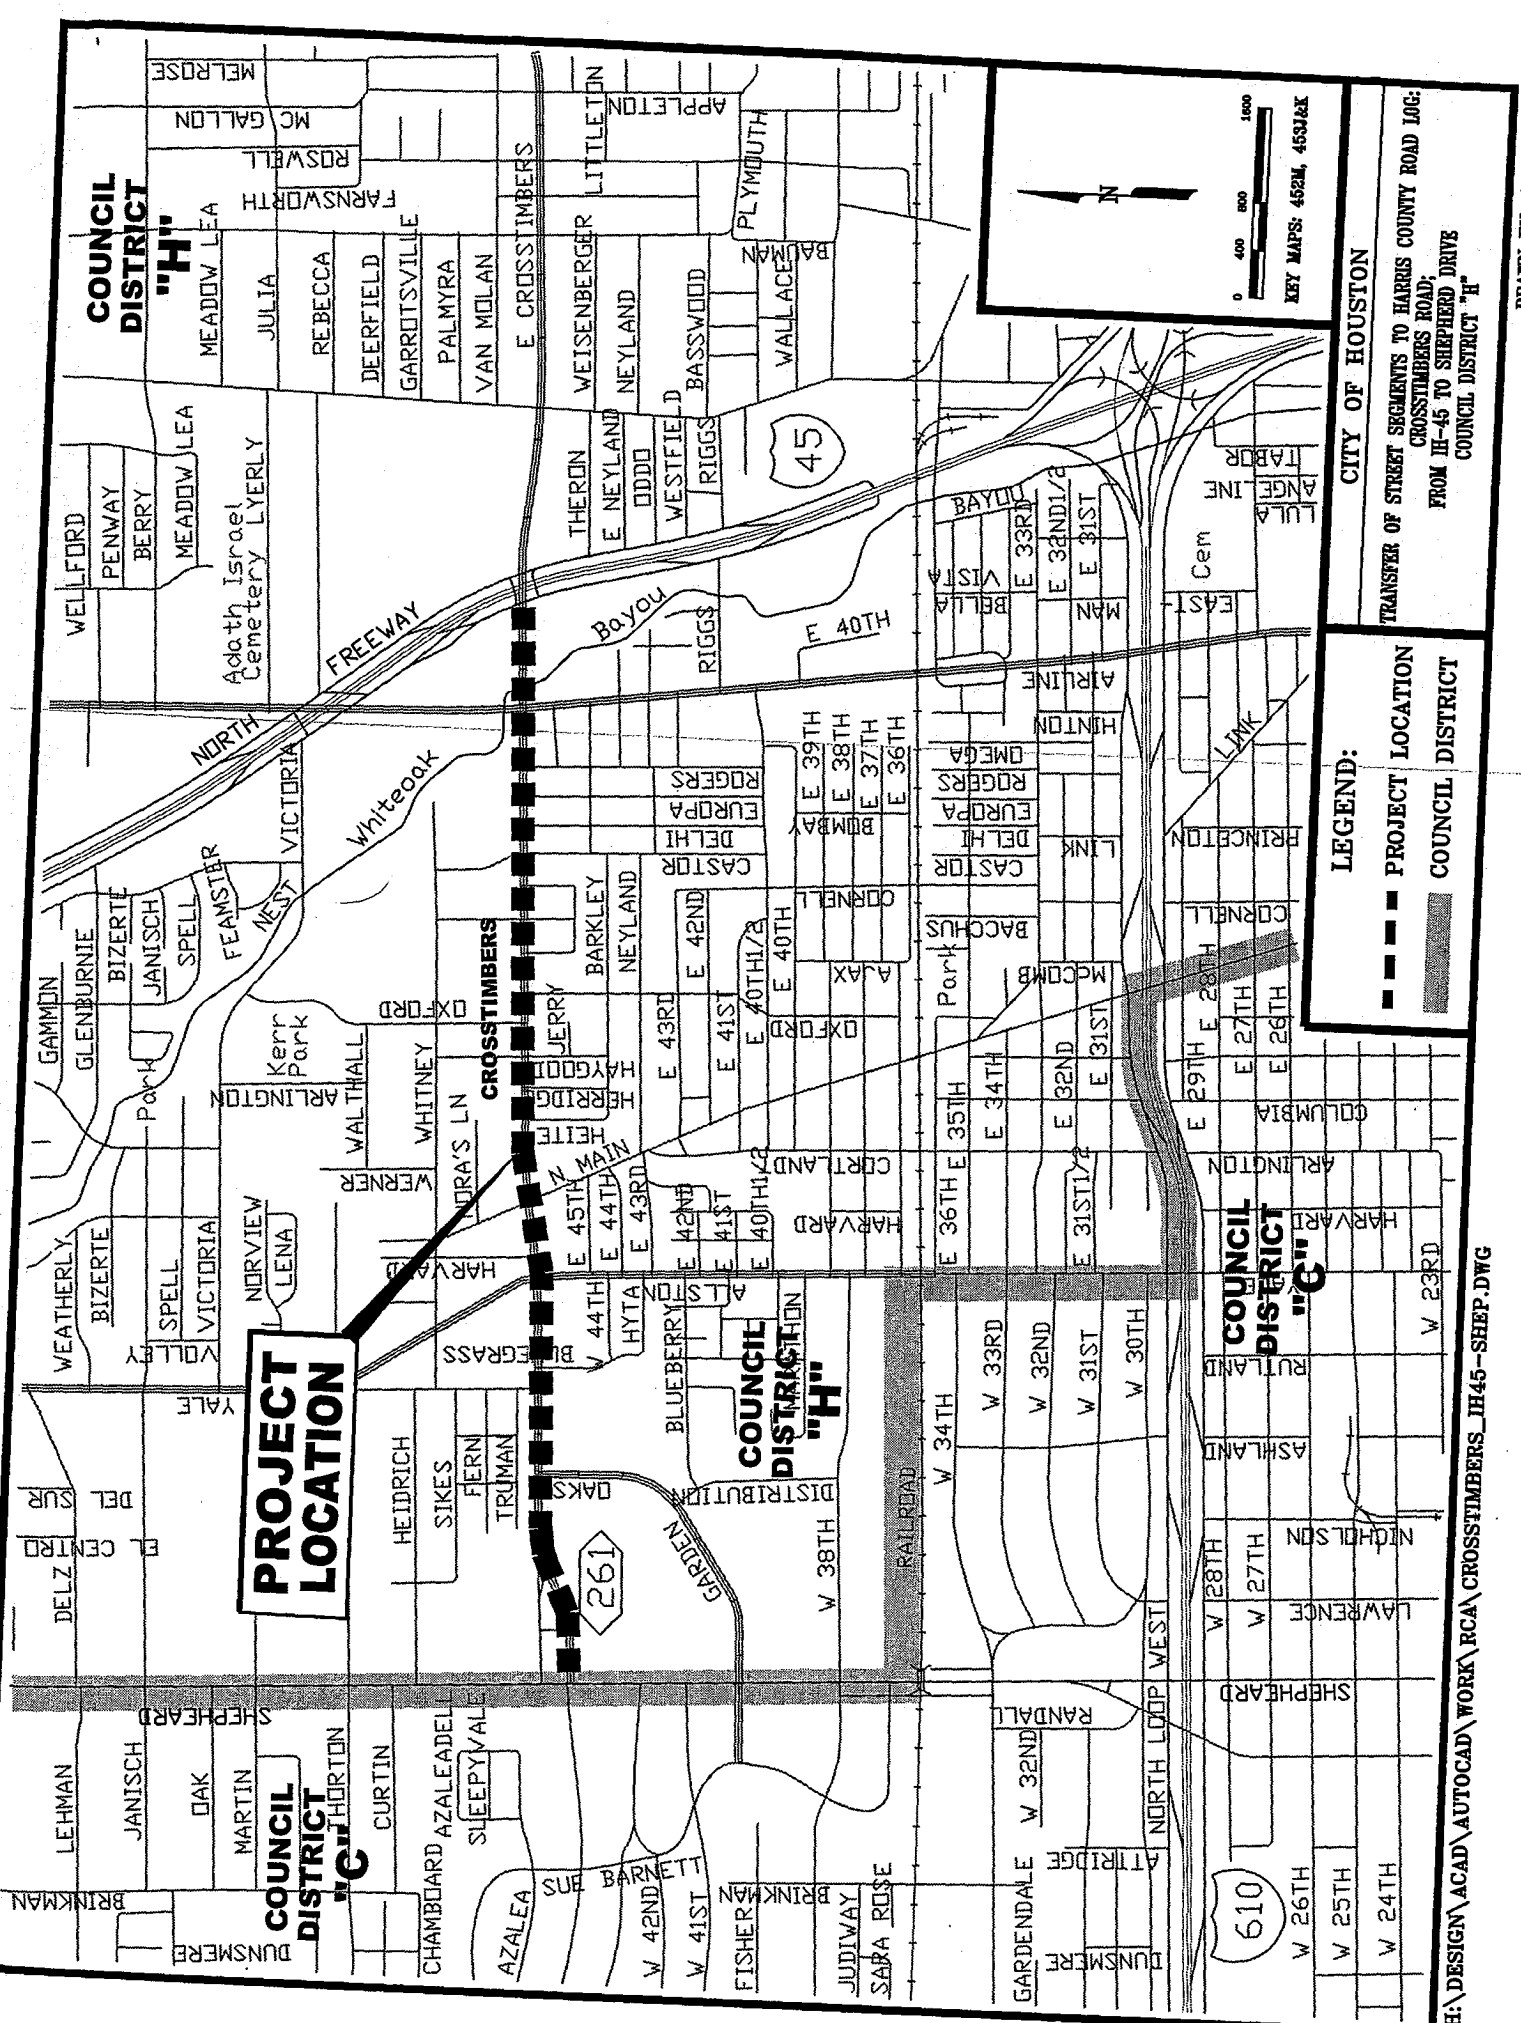 COUNCIL
DISTRICT
"H"
MELROSE
MC GALLON
ROSWELL
FARNSWORTH
MEADOW LEA
JULIA
REBECCA
DEERFIELD
GARROTSVILLE
PALMYRA
VAN MOLAN
E CROSSTIMBERS
LITTLETON
APPLETON
WEISENBERGER
NEYLAND
BASSWOOD
PLYMOUTH
WALLACE
BAUMAN
WELLFORD
PENWAY
BERRY
MEADOW LEA
Adath Israel
Cemetery LYERLY
THERON
E NEYLAND
ODDO
WESTFIELD
RIGGS
45
NORTH
FREEWAY
Bayou
RIGGS
E 40TH
BAYOU
E 33RD
E 32ND1/2
E 31ST
BELLA
VISTA
MAN
TABOR
ANGELINE
LULA
Cem
EAST-
AIRLINE
HINTON
LINK
Whiteoak
VICTORIA
ROGERS
EUROPA
DELHI
CASTOR
E 39TH
E 38TH
E 37TH
E 36TH
BOMBAY
OMEGA
ROGERS
EUROPA
DELHI
CASTOR
LINK
PRINCETON
GAMMON
GLENBURNIE
BIZERTE
JANISCH
SPELL
FEAMSTER
NEST
CROSSTIMBERS
BARKLEY
NEYLAND
E 42ND
E 40TH1/2
E 40TH
CORNELL
BACCHUS
CORNELL
Park
Kerr
Park
ARLINGTON
OXFORD
WALTHALL
WHITNEY
JERRY
HAYGOOD
HERRIDGE
HEITE
E 43RD
E 41ST
OXFORD
AJAX
Park
MCCOMB
E 34TH
E 32ND
E 31ST
E 35TH
E 29TH
E 28TH
E 27TH
E 26TH
COLUMBIA
WERNER
N MAIN
E 45TH
E 44TH
E 43RD
E 42ND
E 41ST
E 40TH1/2
CORTLAND
HARVARD
E 36TH
E 31ST1/2
ARLINGTON
HARVARD
WEATHERLY
BIZERTE
SPELL
VICTORIA
VOLLEY
NORVIEW
LENA
HARVARD
ALLSTON
44TH
HYTA
BLUEBERRY
COUNCIL
DISTRICT
"H"
COUNCIL
DISTRICT
"C"
W 23RD
PROJECT
LOCATION
YALE
DEL SUR
EL CENTRO
DELZ
HEIDRICH
SIKES
FERN
TRUMAN
OAKS
GARDEN
DISTRIBUTION
W 38TH
261
RAILROAD
W 34TH
W 33RD
W 32ND
W 31ST
W 30TH
RUTLAND
ASHLAND
NICHOLSON
LAWRENCE
W 28TH
W 27TH
SHEPHEARD
SHEPHEARD
RANDALL
NORTH LOOP WEST
LEHMAN
JANISCH
OAK
MARTIN
THORTON
CURTIN
AZALEADELL
SLEEPYVALE
CHAMBOARD
AZALEA
SUE BARNETT
COUNCIL
DISTRICT
"C"
BRINKMAN
DUNSMERE
W 42ND
W 41ST
FISHER
BRINKMAN
JUDIWAY
SARA ROSE
GARDENDALE
W 32ND
ATTRIDGE
DUNSMERE
610
W 26TH
W 25TH
W 24TH
N
0 400 800 1600
KEY MAPS: 452M, 453J&K
CITY OF HOUSTON
TRANSFER OF STREET SEGMENTS TO HARRIS COUNTY ROAD LOG:
CROSSTIMBERS ROAD;
FROM IH-45 TO SHEPHERD DRIVE
COUNCIL DISTRICT "H"
LEGEND:
PROJECT LOCATION
COUNCIL DISTRICT
H:\DESIGN\ACAD\AUTOCAD\WORK\RCA\CROSSTIMBERS_IH45-SHEP.DWG